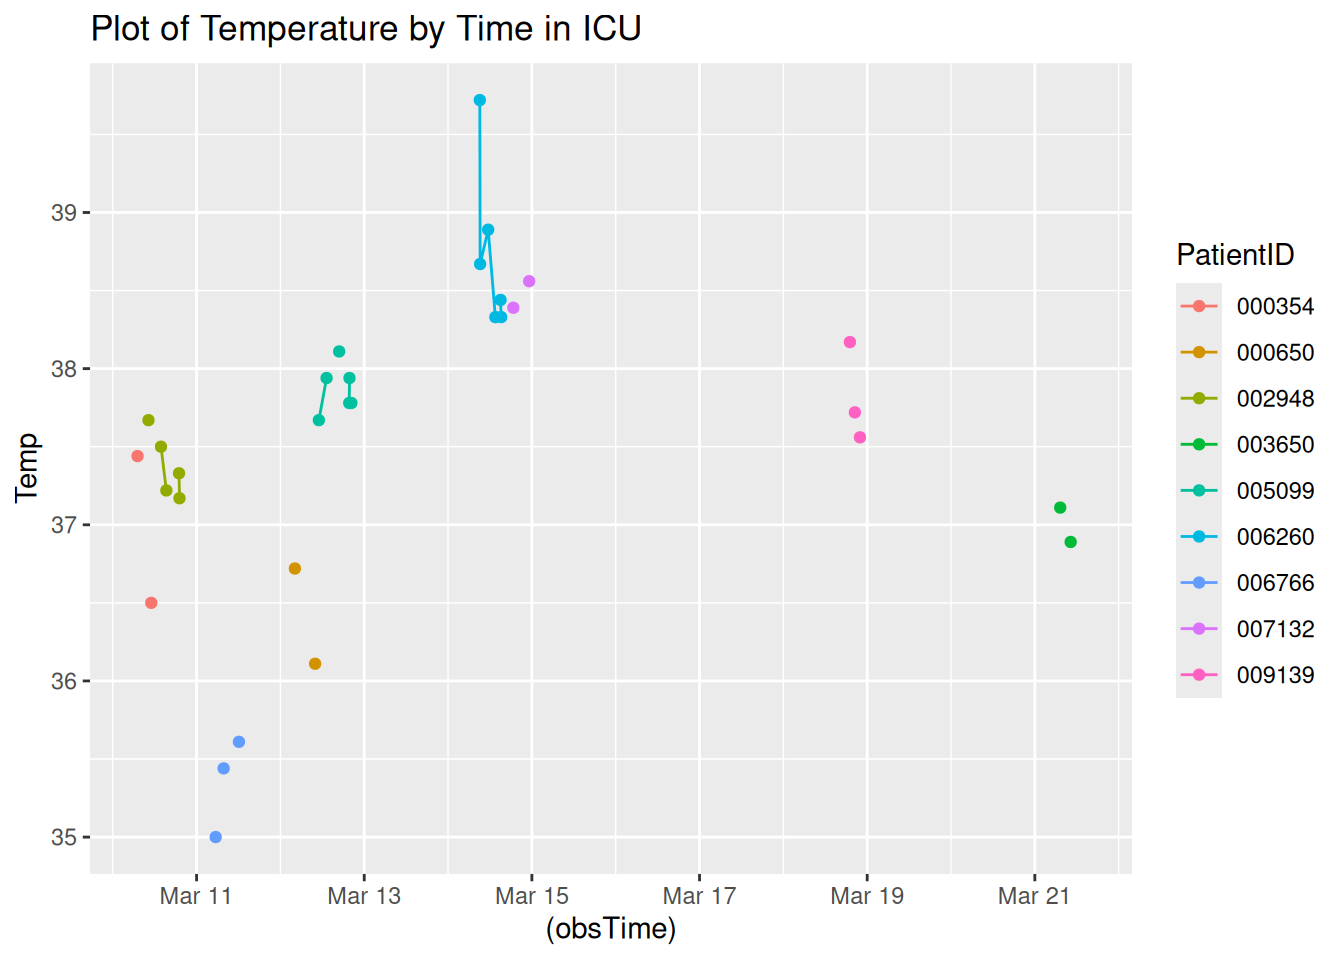 Plot of Temperature by Time in ICU
Temp
39
38
37
36
35
Mar 11
Mar 13
Mar 15
Mar 17
Mar 19
Mar 21
(obsTime)
PatientID
000354
000650
002948
003650
005099
006260
006766
007132
009139